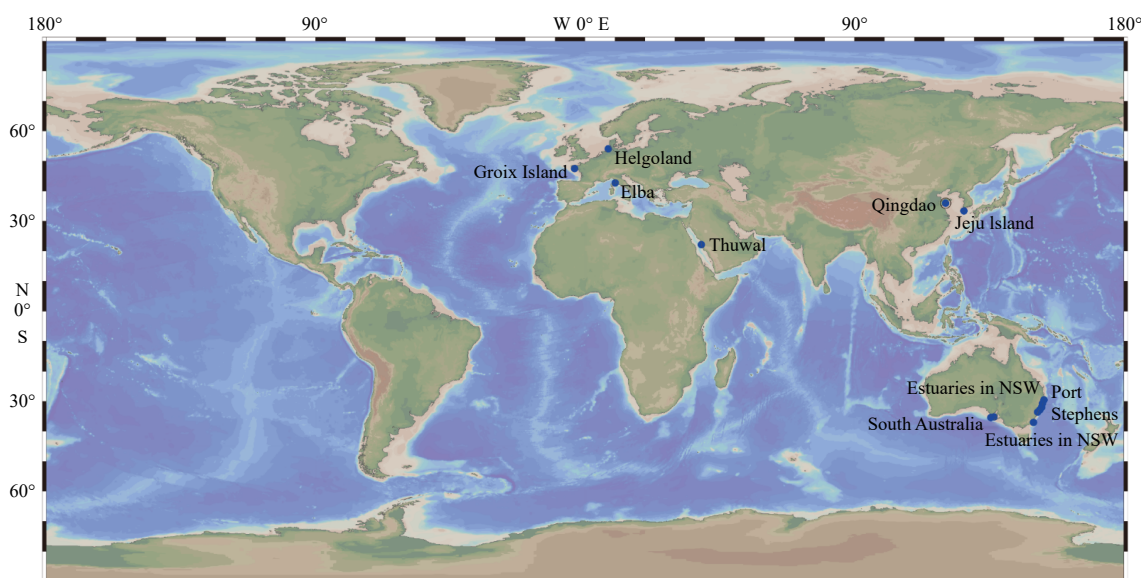 180°
90°
W 0° E
90°
180°
60°
Helgoland
Groix Island
Elba
30°
Qingdao
Jeju Island
Thuwal
N
0°
S
Estuaries in NSW
Port
30°
Stephens
South Australia
Estuaries in NSW
60°